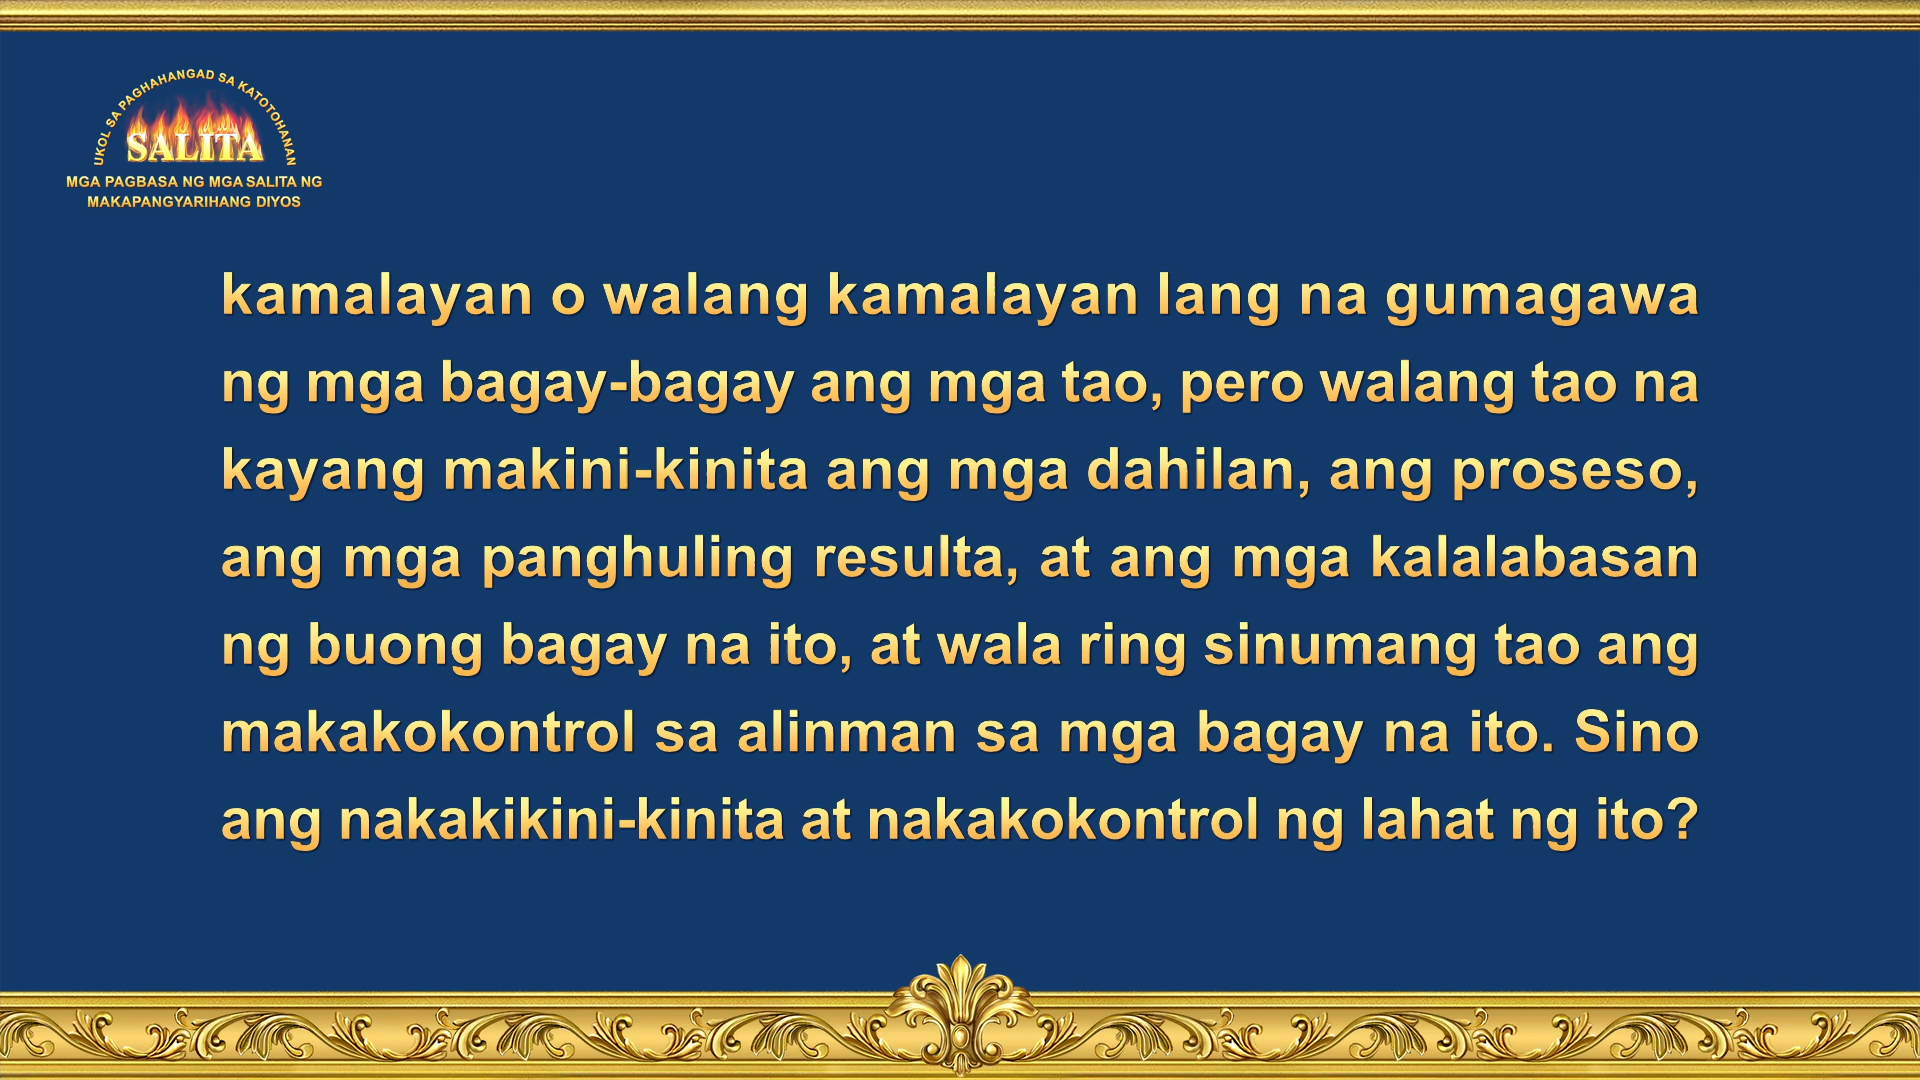 UKOL SA PAGHAHANGAD SA KATOTOHANAN
SALITA
MGA PAGBASA NG MGA SALITA NG
MAKAPANGYARIHANG DIYOS
kamalayan o walang kamalayan lang na gumagawa
ng mga bagay-bagay ang mga tao, pero walang tao na
kayang makini-kinita ang mga dahilan, ang proseso,
ang mga panghuling resulta, at ang mga kalalabasan
ng buong bagay na ito, at wala ring sinumang tao ang
makakokontrol sa alinman sa mga bagay na ito. Sino
ang nakakikini-kinita at nakakokontrol ng lahat ng ito?